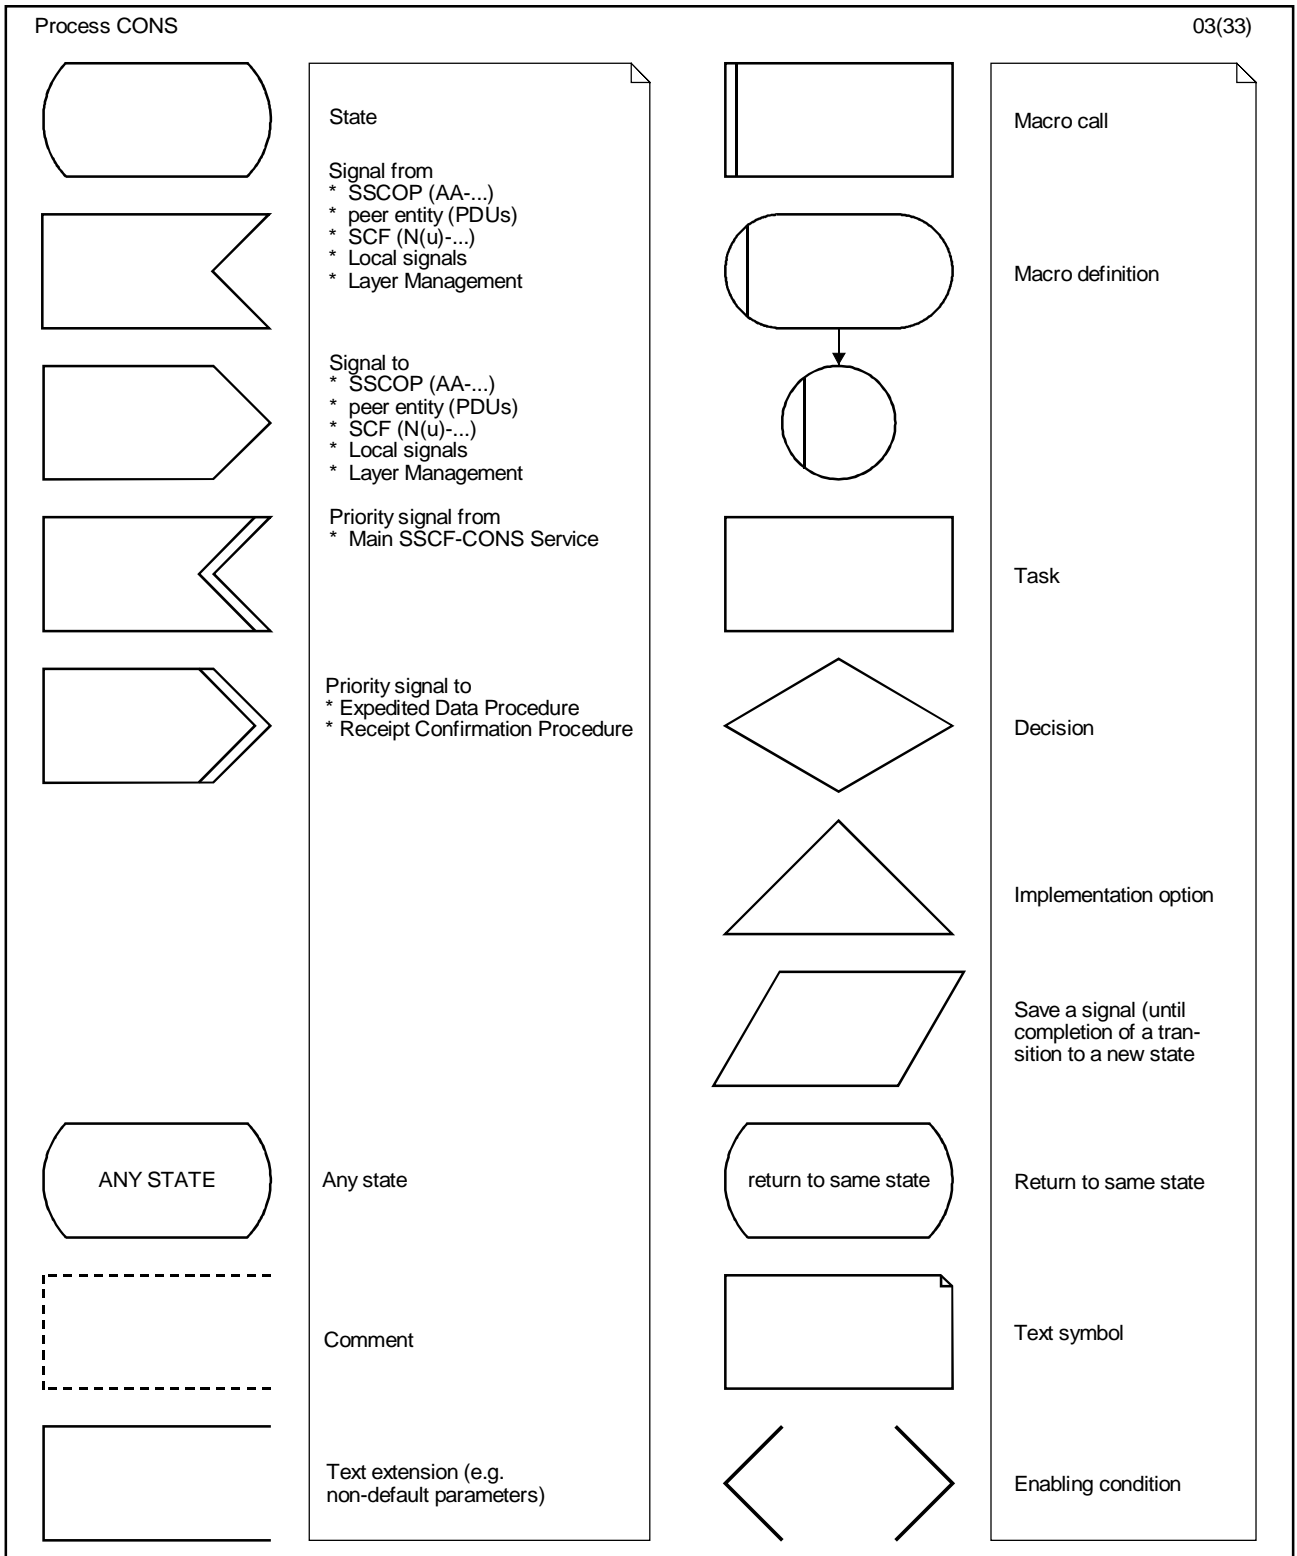 Process CONS
03(33)
State
Signal from
* SSCOP (AA-...)
* peer entity (PDUs)
* SCF (N(u)-...)
* Local signals
* Layer Management
Signal to
* SSCOP (AA-...)
* peer entity (PDUs)
* SCF (N(u)-...)
* Local signals
* Layer Management
Priority signal from
* Main SSCF-CONS Service
Priority signal to
* Expedited Data Procedure
* Receipt Confirmation Procedure
ANY STATE
Any state
Comment
Text extension (e.g.
non-default parameters)
Macro call
Macro definition
Task
Decision
Implementation option
Save a signal (until
completion of a tran-
sition to a new state
return to same state
Return to same state
Text symbol
Enabling condition